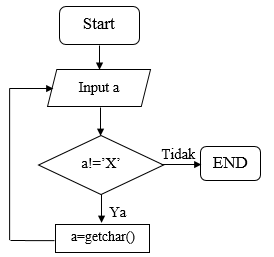 Start
Input a
a!='X'
Tidak
END
Ya
a=getchar()